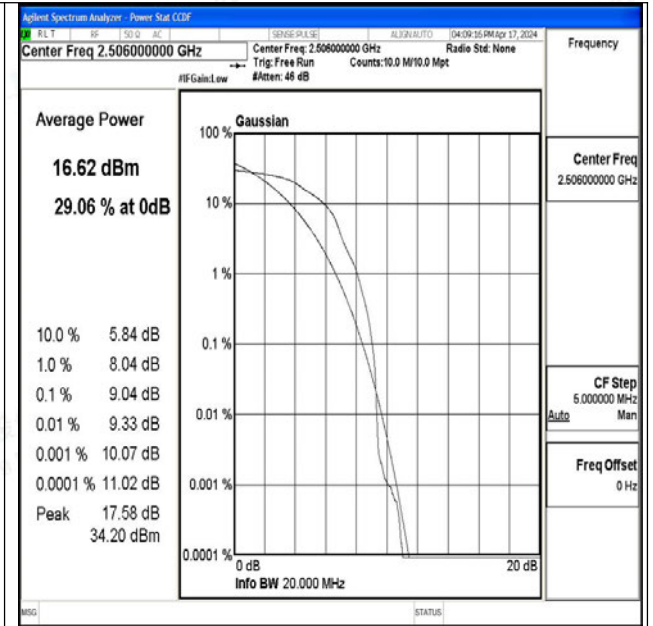 Agilent Spectrum Analyzer - Power Stat CCDF
RLT RF 50 Ω AC SENSE:PULSE ALIGN AUTO 04:09:16 PM Apr 17, 2024
Center Freq 2.506000000 GHz
Center Freq: 2.506000000 GHz Radio Std: None
Trig: Free Run Counts:10.0 M/10.0 Mpt
#IFGain:Low #Atten: 46 dB
Average Power
16.62 dBm
29.06 % at 0dB
10.0 % 5.84 dB
1.0 % 8.04 dB
0.1 % 9.04 dB
0.01 % 9.33 dB
0.001 % 10.07 dB
0.0001 % 11.02 dB
Peak 17.58 dB
34.20 dBm
Gaussian
100 %
10 %
1 %
0.1 %
0.01 %
0.001 %
0.0001 %
0 dB 20 dB
Info BW 20.000 MHz
Frequency
Center Freq
2.506000000 GHz
CF Step
5.000000 MHz
Auto Man
Freq Offset
0 Hz
MSG STATUS